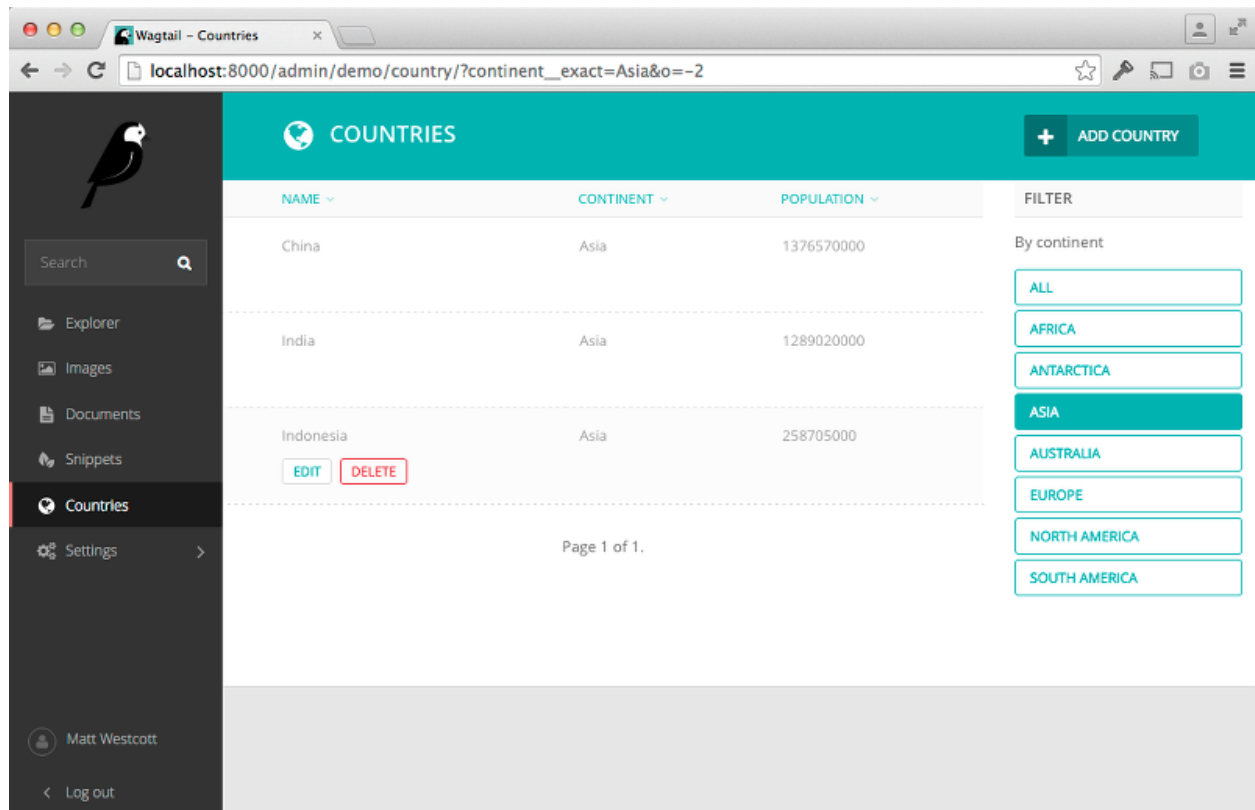 Wagtail – Countries
localhost:8000/admin/demo/country/?continent__exact=Asia&o=-2
COUNTRIES
ADD COUNTRY
Search
Explorer
Images
Documents
Snippets
Countries
Settings
Matt Westcott
Log out
NAME CONTINENT POPULATION
China Asia 1376570000
India Asia 1289020000
Indonesia Asia 258705000
EDIT DELETE
Page 1 of 1.
FILTER
By continent
ALL
AFRICA
ANTARCTICA
ASIA
AUSTRALIA
EUROPE
NORTH AMERICA
SOUTH AMERICA